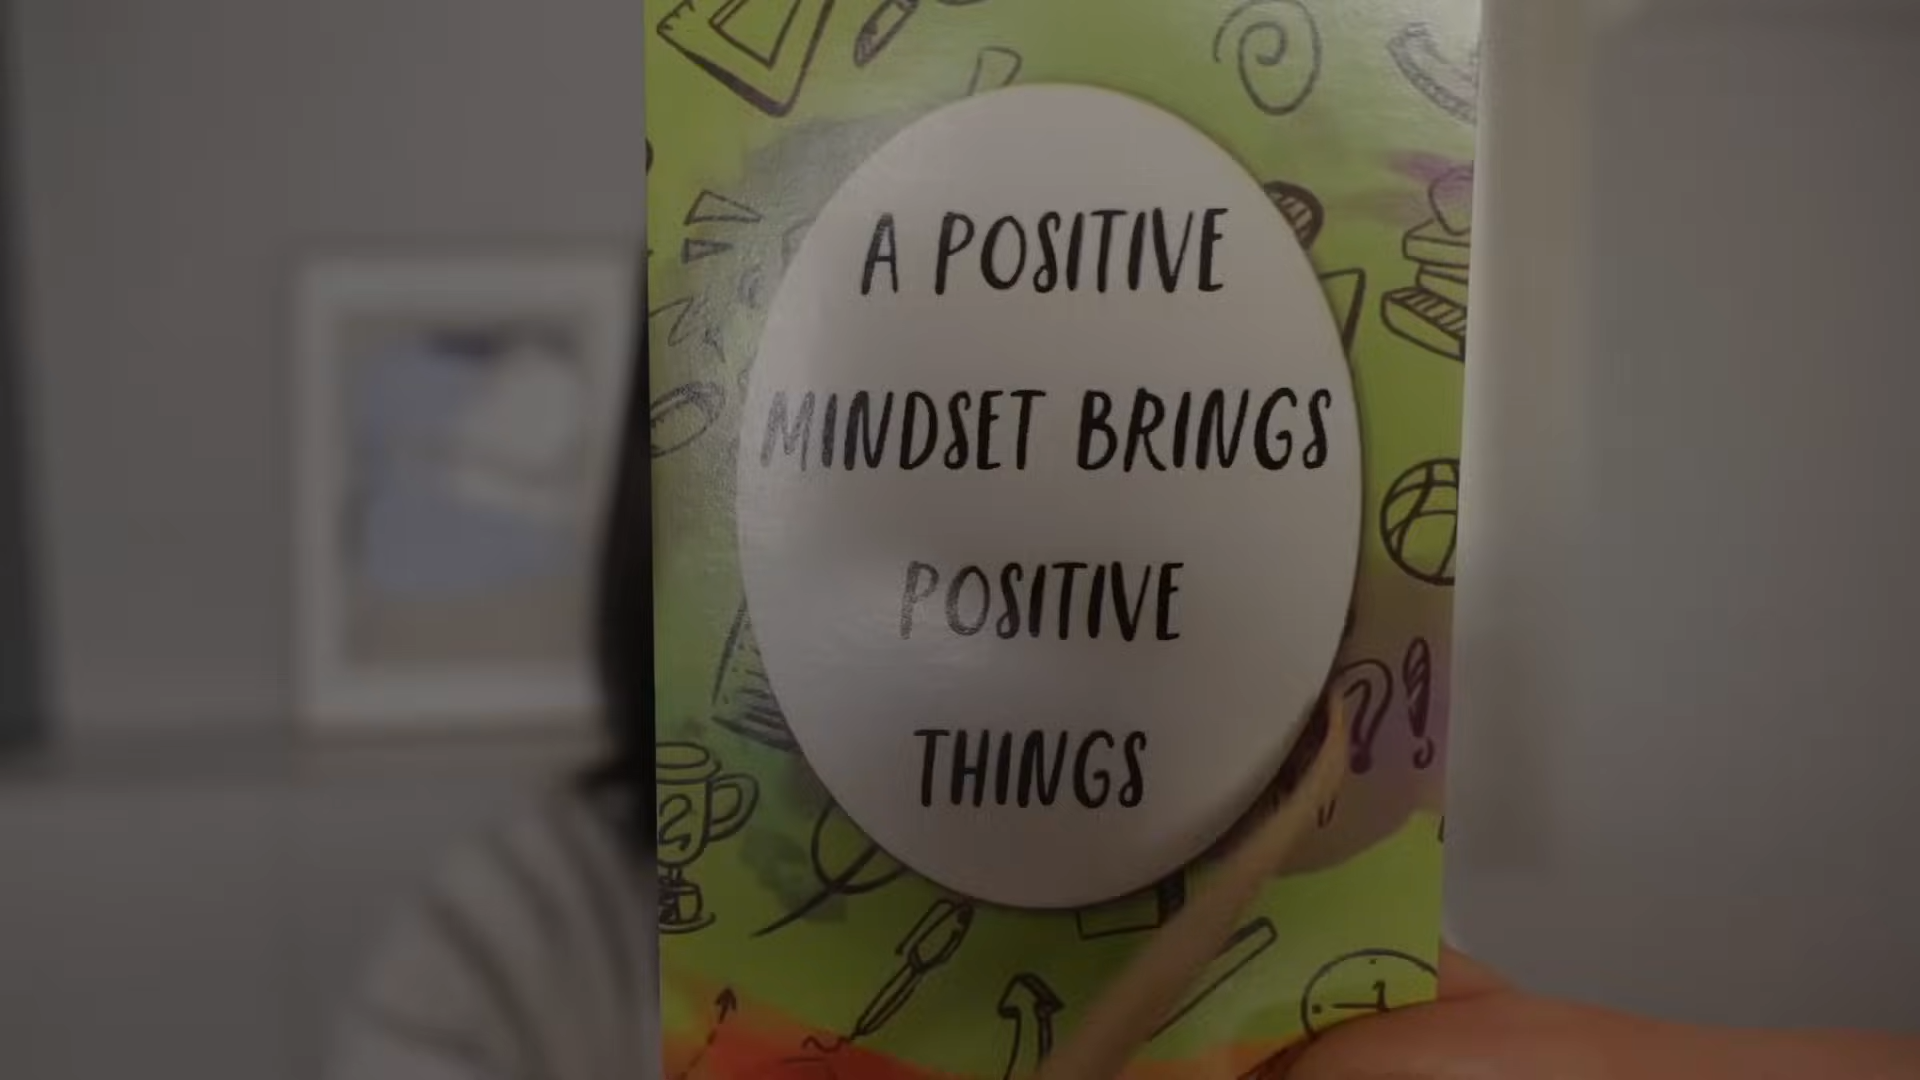 A POSITIVE
MINDSET BRINGS
POSITIVE
THINGS
?!